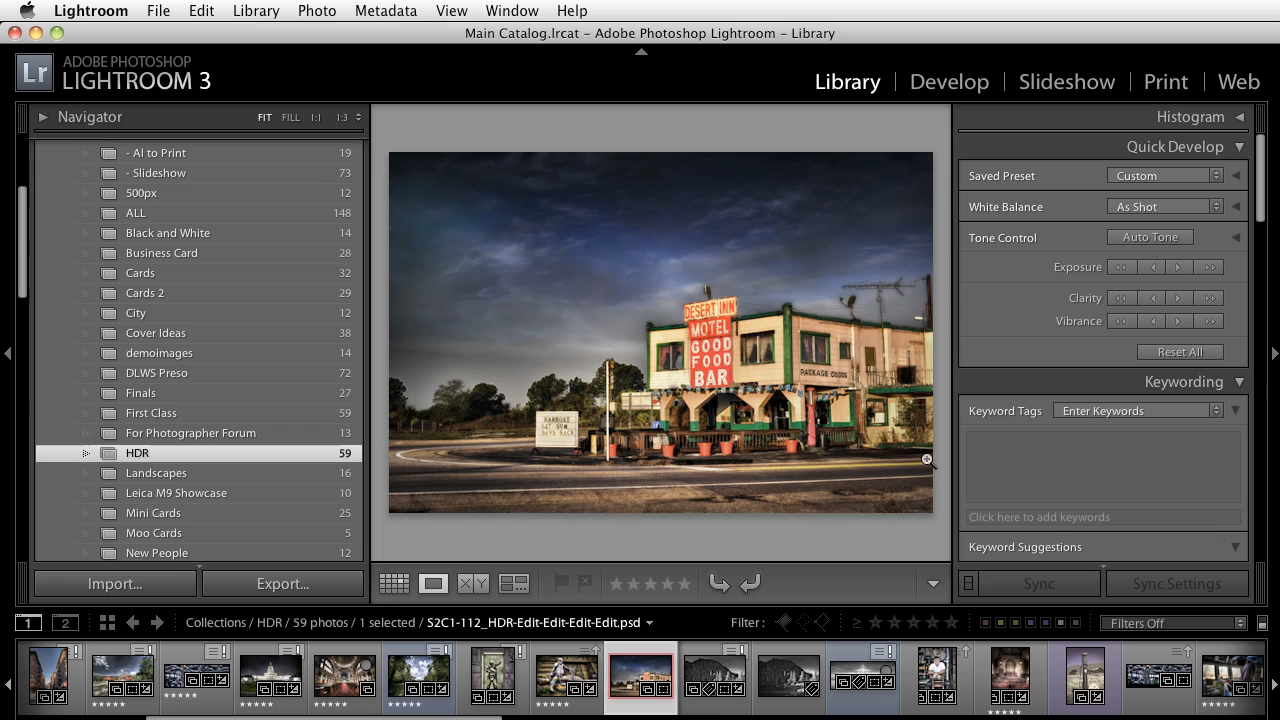 Lightroom File Edit Library Photo Metadata View Window Help
Main Catalog.lrcat – Adobe Photoshop Lightroom – Library
Lr ADOBE PHOTOSHOP
LIGHTROOM 3
Library | Develop | Slideshow | Print | Web
Navigator FIT FILL 1:1 1:3
- AI to Print 19
- Slideshow 73
500px 12
ALL 148
Black and White 14
Business Card 28
Cards 32
Cards 2 29
City 12
Cover Ideas 38
demoimages 14
DLWS Preso 72
Finals 27
First Class 59
For Photographer Forum 13
HDR 59
Landscapes 16
Leica M9 Showcase 10
Mini Cards 25
Moo Cards 5
New People 12
Import... Export...
DESERT INN
MOTEL
GOOD
FOOD
BAR
PACKAGE GOODS
KARAOKE
Histogram
Quick Develop
Saved Preset Custom
White Balance As Shot
Tone Control Auto Tone
Exposure
Clarity
Vibrance
Reset All
Keywording
Keyword Tags Enter Keywords
Click here to add keywords
Keyword Suggestions
Sync Sync Settings
XY
1 2 Collections / HDR / 59 photos / 1 selected / S2C1-112_HDR-Edit-Edit-Edit-Edit.psd Filter : Filters Off